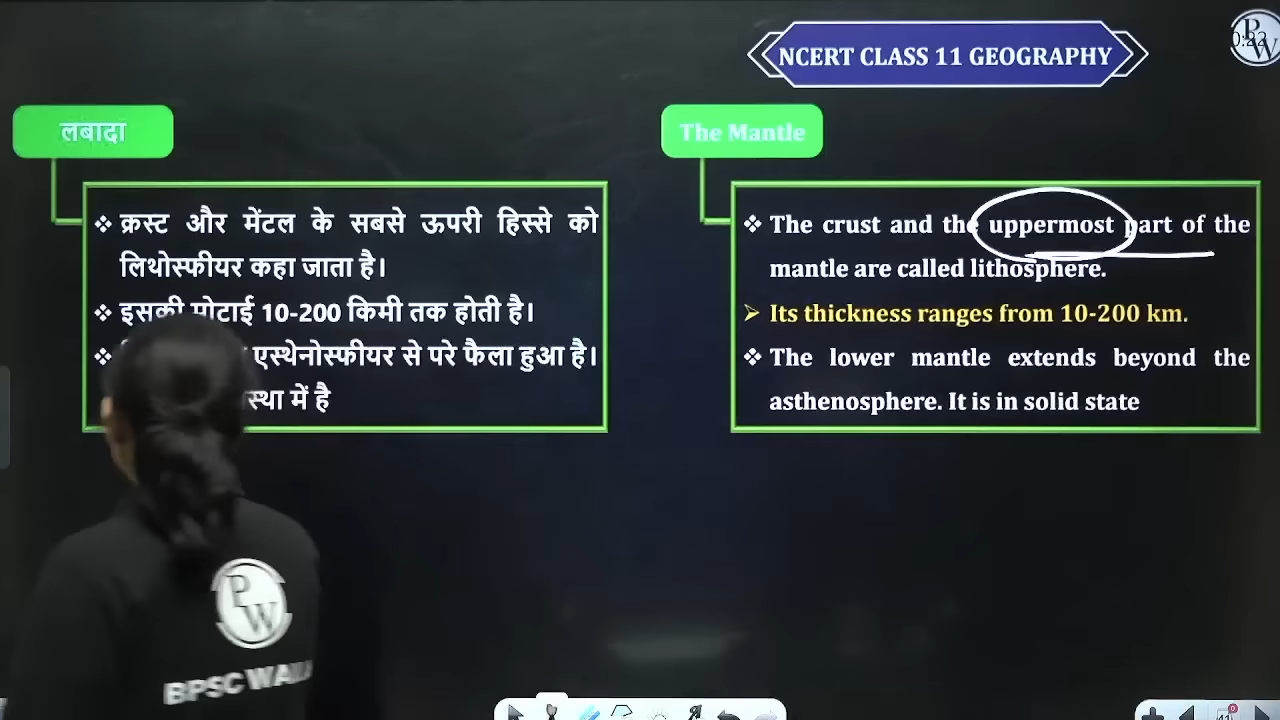 NCERT CLASS 11 GEOGRAPHY
PW
लबादा
❖ क्रस्ट और मेंटल के सबसे ऊपरी हिस्से को
लिथोस्फीयर कहा जाता है।
❖ इसकी मोटाई 10-200 किमी तक होती है।
❖ एस्थेनोस्फीयर से परे फैला हुआ है।
में है
The Mantle
❖ The crust and the uppermost part of the
mantle are called lithosphere.
➢ Its thickness ranges from 10-200 km.
❖ The lower mantle extends beyond the
asthenosphere. It is in solid state
PW
BPSC